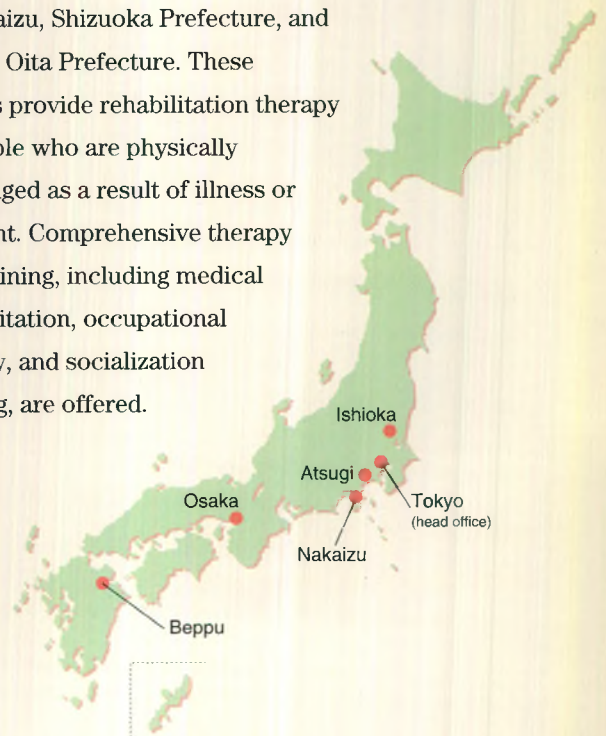 aizu, Shizuoka Prefecture, and
Oita Prefecture. These
s provide rehabilitation therapy
ple who are physically
ged as a result of illness or
nt. Comprehensive therapy
ining, including medical
itation, occupational
y, and socialization
g, are offered.
Ishioka
Atsugi
Osaka
Tokyo
(head office)
Nakaizu
Beppu